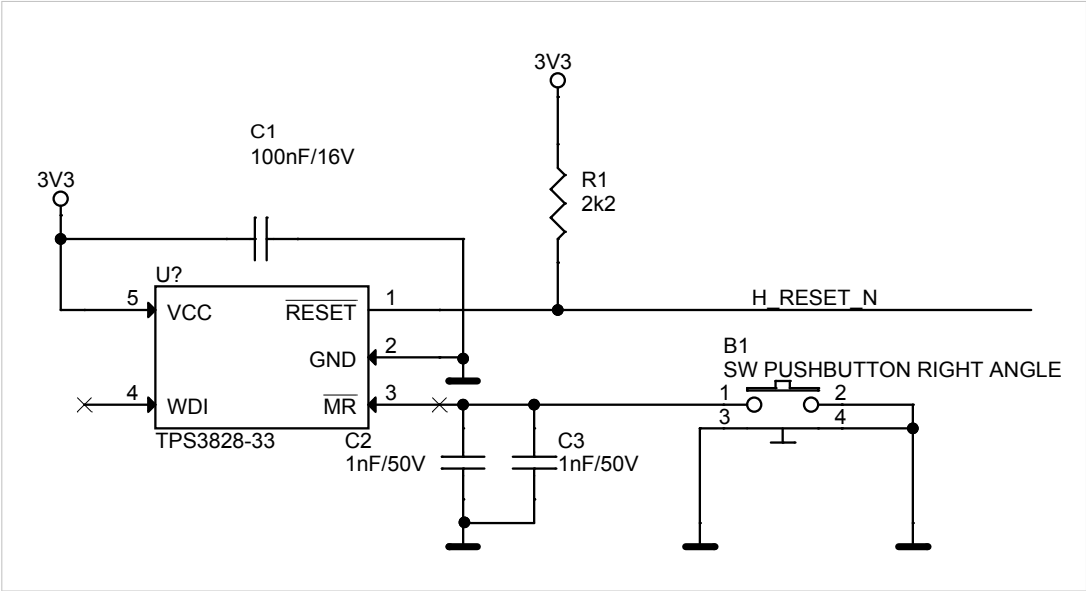 3V3
C1
100nF/16V
3V3
R1
2k2
U?
5
VCC
RESET
1
H_RESET_N
GND
2
B1
SW PUSHBUTTON RIGHT ANGLE
4
WDI
MR
3
1
2
3
4
TPS3828-33
C2
1nF/50V
C3
1nF/50V